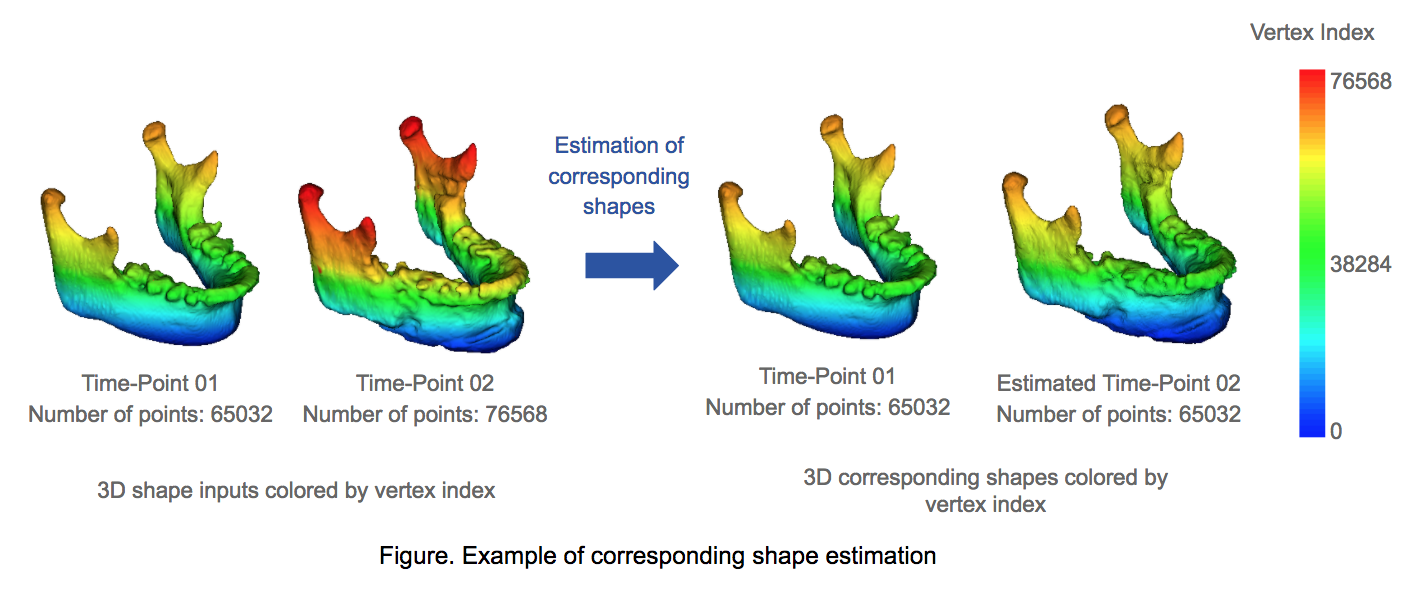 Vertex Index
76568
38284
0
Estimation of
corresponding
shapes
Time-Point 01
Number of points: 65032
Time-Point 02
Number of points: 76568
Time-Point 01
Number of points: 65032
Estimated Time-Point 02
Number of points: 65032
3D shape inputs colored by vertex index
3D corresponding shapes colored by
vertex index
Figure. Example of corresponding shape estimation